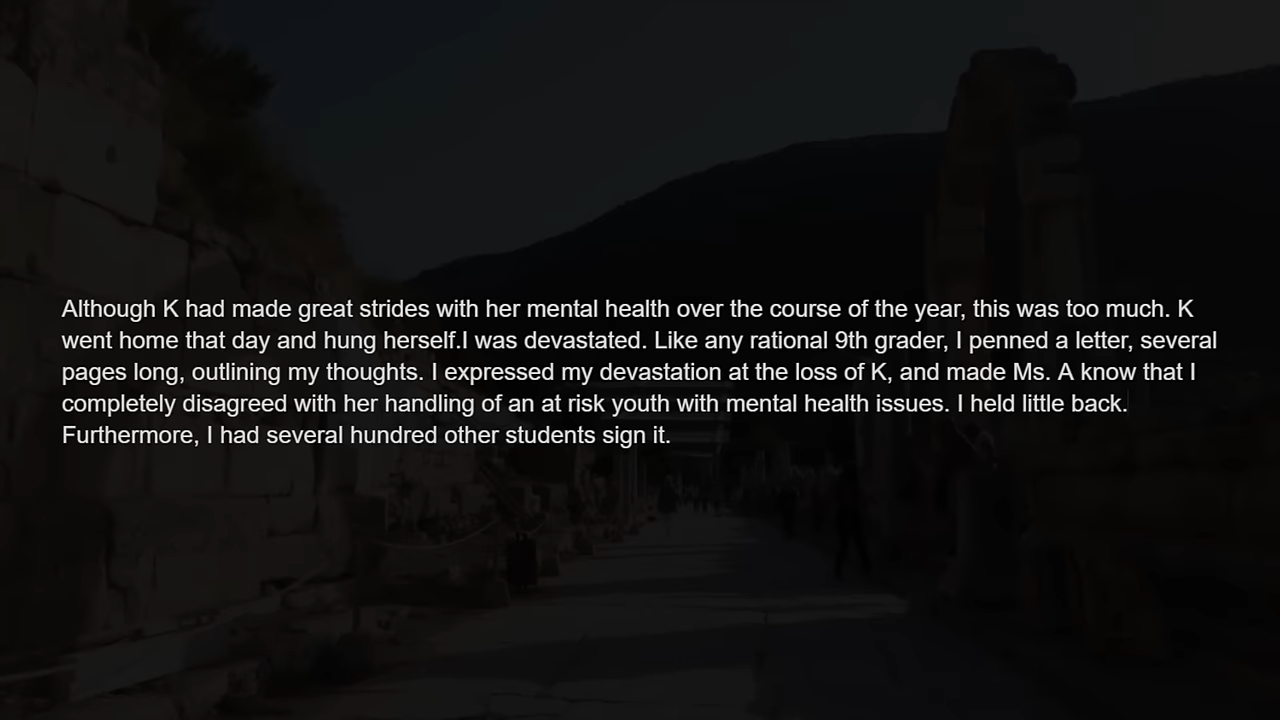 Although K had made great strides with her mental health over the course of the year, this was too much. K
went home that day and hung herself.I was devastated. Like any rational 9th grader, I penned a letter, several
pages long, outlining my thoughts. I expressed my devastation at the loss of K, and made Ms. A know that I
completely disagreed with her handling of an at risk youth with mental health issues. I held little back.
Furthermore, I had several hundred other students sign it.